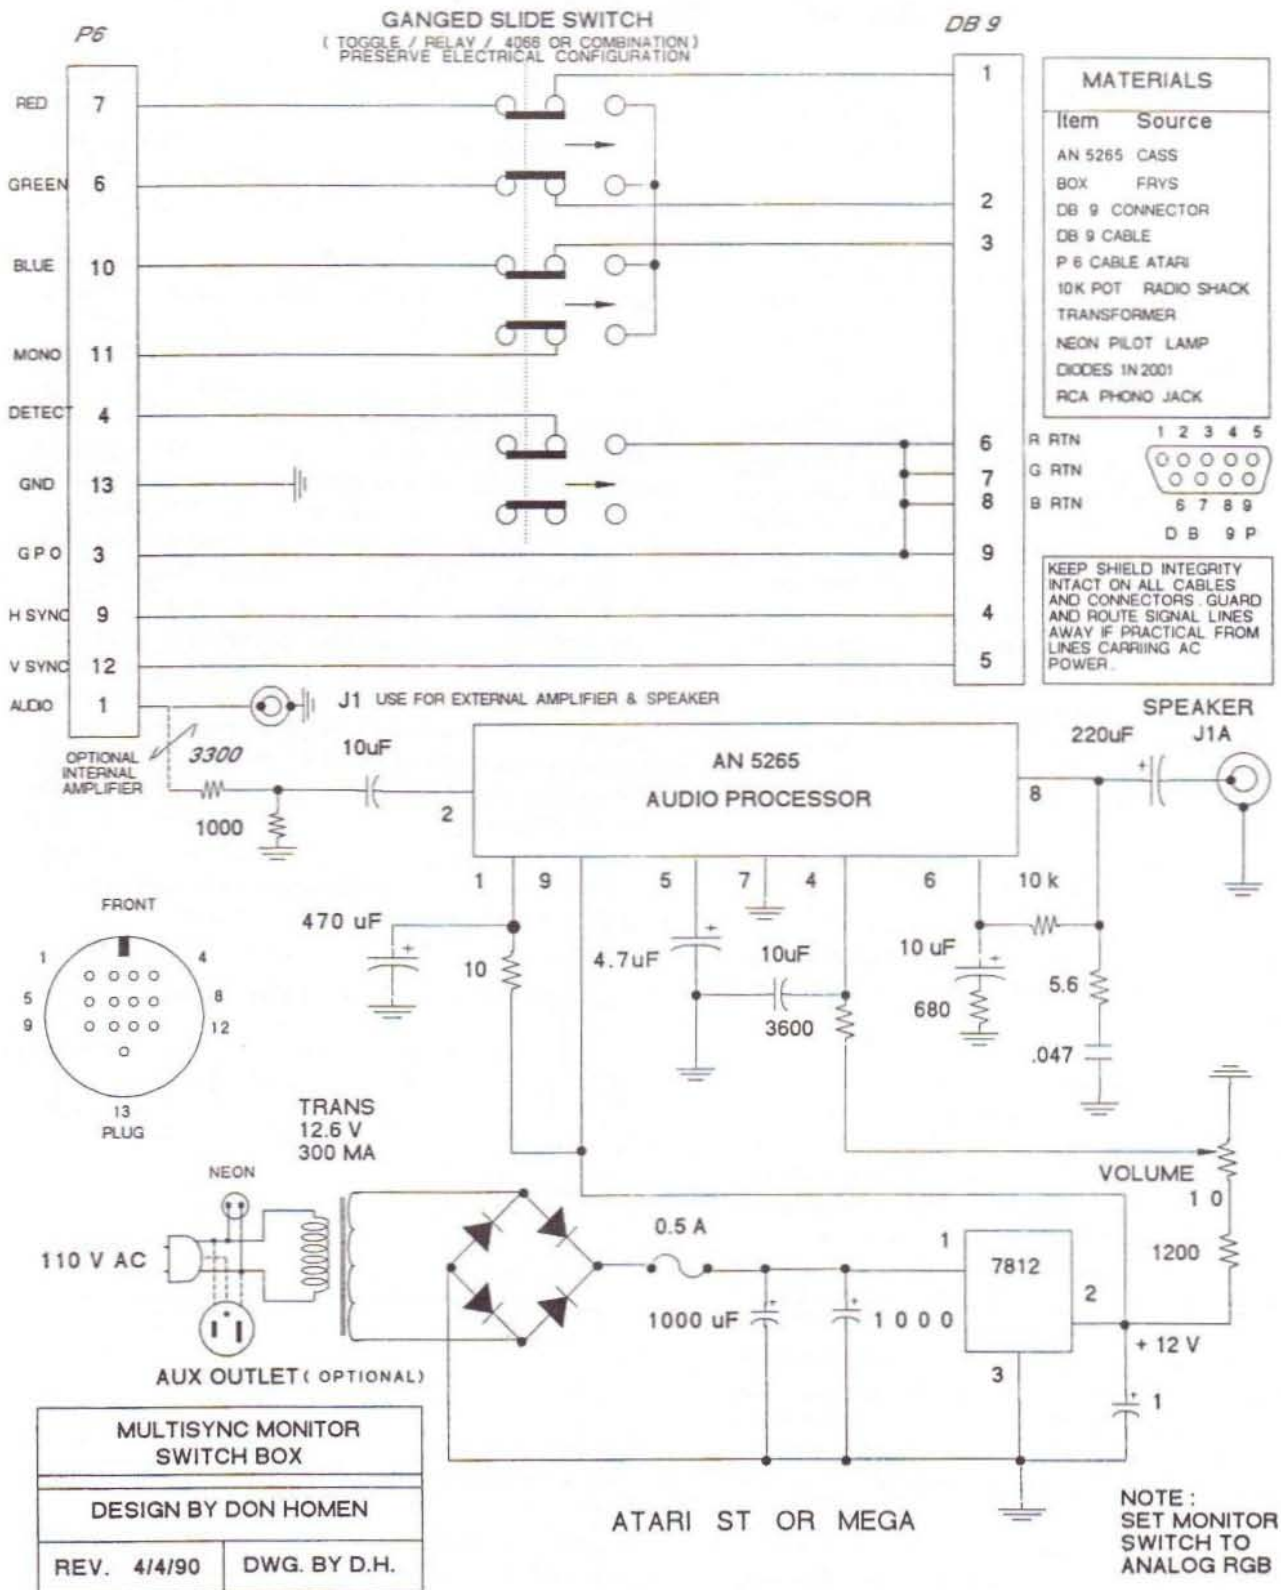 P6
GANGED SLIDE SWITCH
( TOGGLE / RELAY / 4066 OR COMBINATION )
PRESERVE ELECTRICAL CONFIGURATION
DB 9
RED 7
GREEN 6
BLUE 10
MONO 11
DETECT 4
GND 13
G P O 3
H SYNC 9
V SYNC 12
AUDIO 1
1
2
3
6 R RTN
7 G RTN
8 B RTN
9
4
5
MATERIALS
Item Source
AN 5265 CASS
BOX FRYS
DB 9 CONNECTOR
DB 9 CABLE
P 6 CABLE ATARI
10K POT RADIO SHACK
TRANSFORMER
NEON PILOT LAMP
DIODES 1N 2001
RCA PHONO JACK
1 2 3 4 5
6 7 8 9
D B 9 P
KEEP SHIELD INTEGRITY
INTACT ON ALL CABLES
AND CONNECTORS . GUARD
AND ROUTE SIGNAL LINES
AWAY IF PRACTICAL FROM
LINES CARRIING AC
POWER .
J1 USE FOR EXTERNAL AMPLIFIER & SPEAKER
OPTIONAL
INTERNAL
AMPLIFIER
3300
10uF
1000
2
AN 5265
AUDIO PROCESSOR
8
220uF
+
SPEAKER
J1A
1 9 5 7 4 6 10 k
470 uF
+
10
4.7uF
+
10uF
3600
10 uF
+
680
5.6
.047
FRONT
1 4
5 8
9 12
13
PLUG
TRANS
12.6 V
300 MA
NEON
110 V AC
AUX OUTLET ( OPTIONAL )
0.5 A
1000 uF
+
+
1 0 0 0
1
7812
2
3
VOLUME
1 0
1200
+ 12 V
+
1
MULTISYNC MONITOR
SWITCH BOX
DESIGN BY DON HOMEN
REV. 4/4/90 DWG. BY D.H.
ATARI ST OR MEGA
NOTE :
SET MONITOR
SWITCH TO
ANALOG RGB